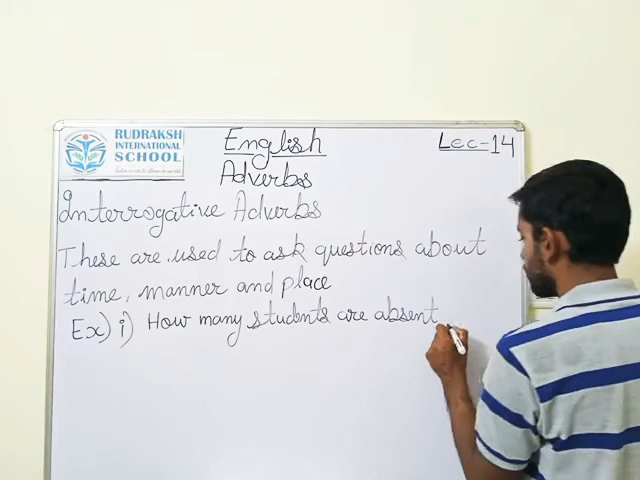 RUDRAKSH
INTERNATIONAL
SCHOOL
English
Lec-14
Adverbs
Interrogative Adverbs
These are used to ask questions about
time, manner and place
Ex) i) How many students are absent